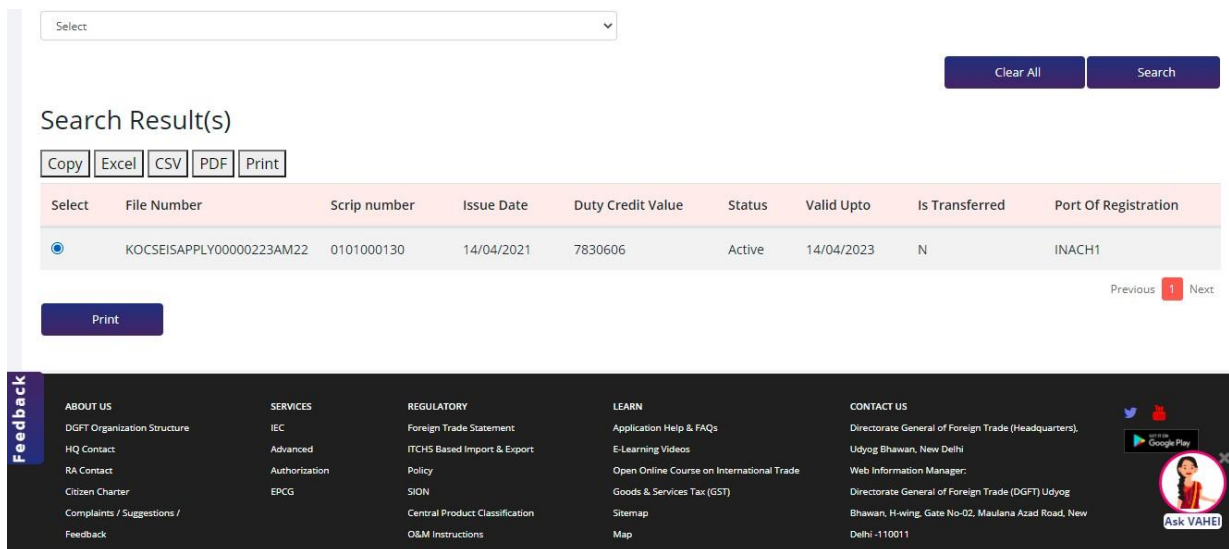 Select
Clear All Search
Search Result(s)
Copy Excel CSV PDF Print
Select File Number Scrip number Issue Date Duty Credit Value Status Valid Upto Is Transferred Port Of Registration
KOCSEISAPPLY00000223AM22 0101000130 14/04/2021 7830606 Active 14/04/2023 N INACH1
Previous 1 Next
Print
Feedback
ABOUT US
DGFT Organization Structure
HQ Contact
RA Contact
Citizen Charter
Complaints / Suggestions /
Feedback
SERVICES
IEC
Advanced
Authorization
EPCG
REGULATORY
Foreign Trade Statement
ITCHS Based Import & Export
Policy
SION
Central Product Classification
O&M Instructions
LEARN
Application Help & FAQs
E-Learning Videos
Open Online Course on International Trade
Goods & Services Tax (GST)
Sitemap
Map
CONTACT US
Directorate General of Foreign Trade (Headquarters),
Udyog Bhawan, New Delhi
Web Information Manager:
Directorate General of Foreign Trade (DGFT) Udyog
Bhawan, H-wing, Gate No-02, Maulana Azad Road, New
Delhi -110011
GET IT ON
Google Play
Ask VAHEI